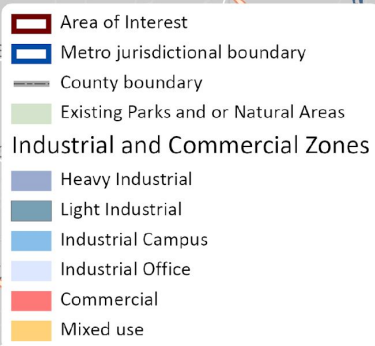 Area of Interest
Metro jurisdictional boundary
County boundary
Existing Parks and or Natural Areas
Industrial and Commercial Zones
Heavy Industrial
Light Industrial
Industrial Campus
Industrial Office
Commercial
Mixed use